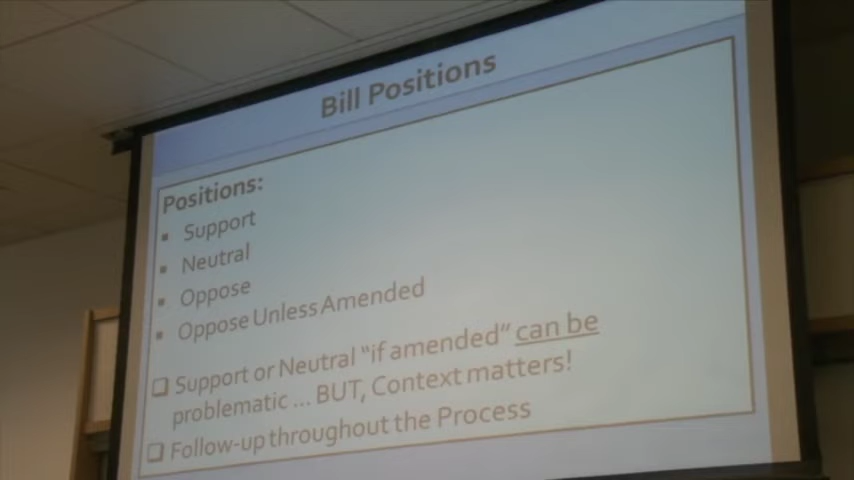 Bill Positions
Positions:
▪ Support
▪ Neutral
▪ Oppose
▪ Oppose Unless Amended
❑ Support or Neutral "if amended" can be
problematic ... BUT, Context matters!
❑ Follow-up throughout the Process